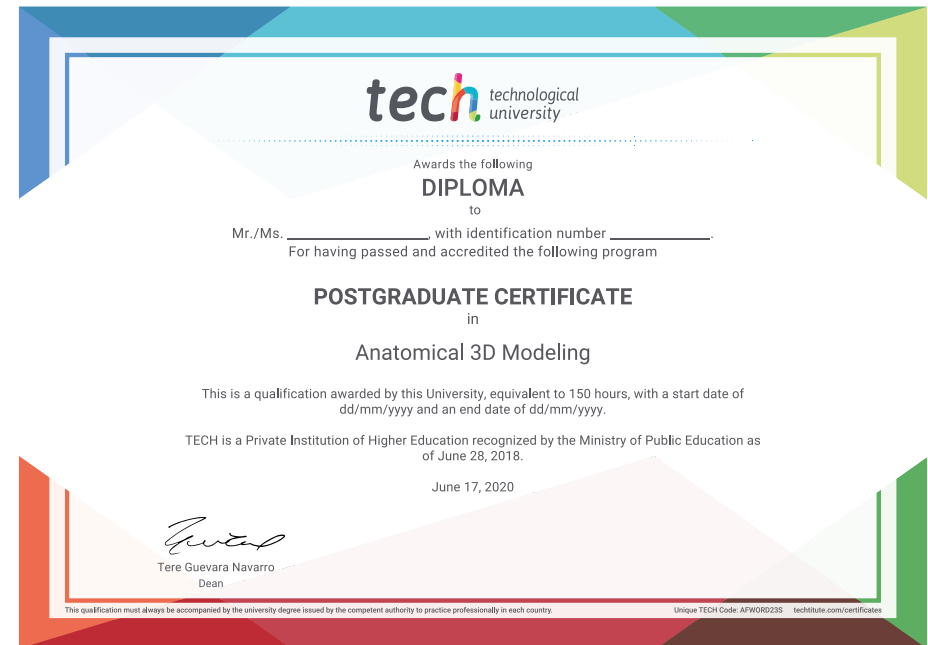 tech technological
university
Awards the following
DIPLOMA
to
Mr./Ms. ____________________, with identification number ______________.
For having passed and accredited the following program
POSTGRADUATE CERTIFICATE
in
Anatomical 3D Modeling
This is a qualification awarded by this University, equivalent to 150 hours, with a start date of
dd/mm/yyyy and an end date of dd/mm/yyyy.
TECH is a Private Institution of Higher Education recognized by the Ministry of Public Education as
of June 28, 2018.
June 17, 2020
Tere Guevara Navarro
Dean
This qualification must always be accompanied by the university degree issued by the competent authority to practice professionally in each country.
Unique TECH Code: AFWORD23S techtitute.com/certificates